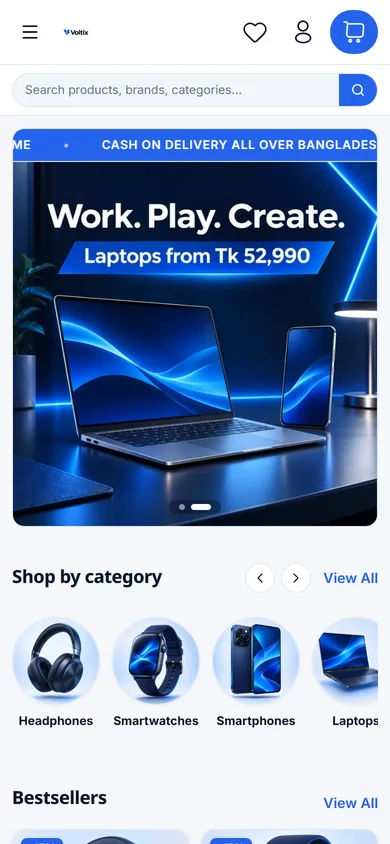 Voltix
Search products, brands, categories...
ME • CASH ON DELIVERY ALL OVER BANGLADES
Work. Play. Create.
Laptops from Tk 52,990
Shop by category
View All
Headphones Smartwatches Smartphones Laptops
Bestsellers
View All